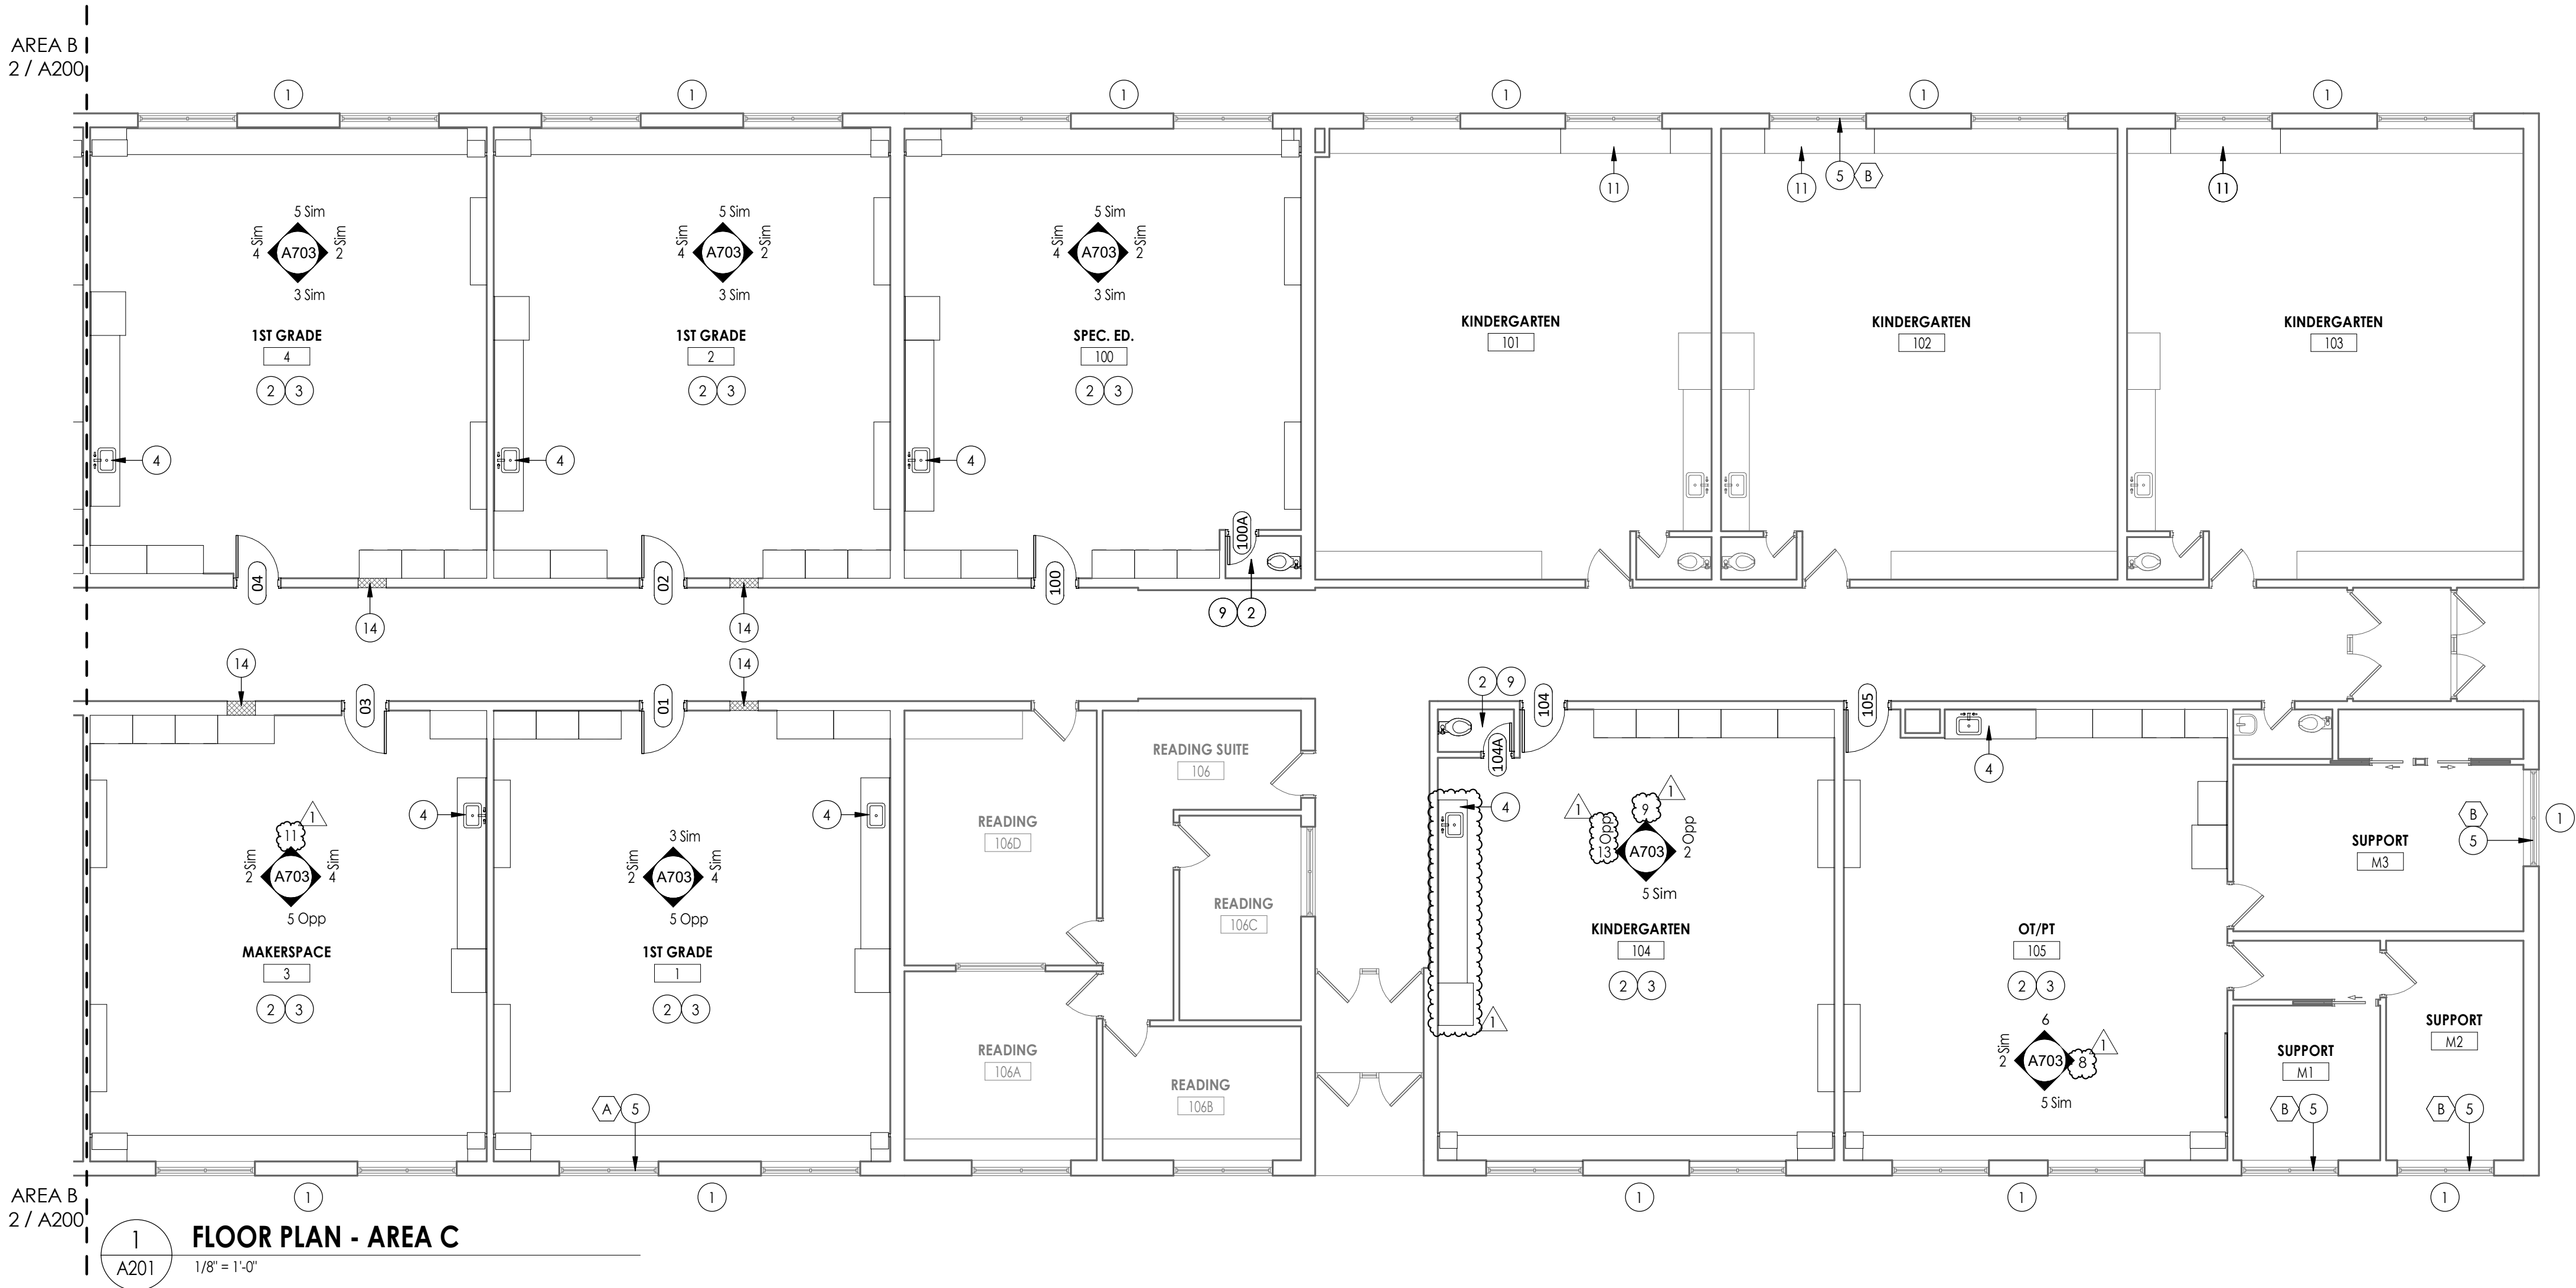 AREA B
2 / A200
1
1
1
1
1
1
11
11
5 B
11
5 Sim
4 Sim
A703
2 Sim
3 Sim
5 Sim
4 Sim
A703
2 Sim
3 Sim
5 Sim
4 Sim
A703
2 Sim
3 Sim
1ST GRADE
4
2 3
1ST GRADE
2
2 3
SPEC. ED.
100
2 3
KINDERGARTEN
101
KINDERGARTEN
102
KINDERGARTEN
103
4
4
4
04
02
100
100A
14
14
9 2
14
14
03
01
2 9
104
104A
105
READING SUITE
106
4
4
4
4
1
11
2 Sim
A703
4 Sim
5 Opp
MAKERSPACE
3
2 3
3 Sim
2 Sim
A703
4 Sim
5 Opp
1ST GRADE
1
2 3
READING
106D
READING
106C
READING
106A
READING
106B
1
9
1
13 Opp
A703
2 Opp
5 Sim
KINDERGARTEN
104
2 3
1
OT/PT
105
2 3
6
2 Sim
A703
8
1
5 Sim
B
5
1
SUPPORT
M3
SUPPORT
M2
SUPPORT
M1
B 5
B 5
A 5
1
1
1
1
1
AREA B
2 / A200
1
A201
FLOOR PLAN - AREA C
1/8" = 1'-0"